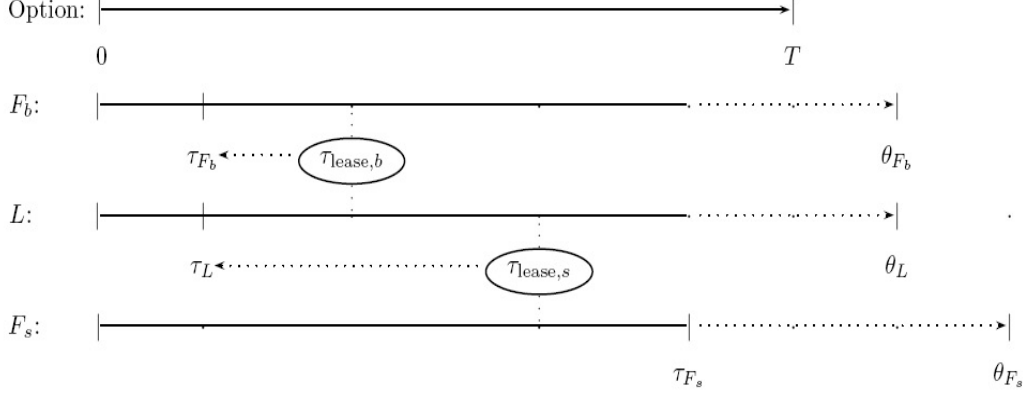 Option:
0 T
F_b:
τ_{F_b} τ_{lease,b} θ_{F_b}
L:
τ_L τ_{lease,s} θ_L
F_s:
τ_{F_s} θ_{F_s}